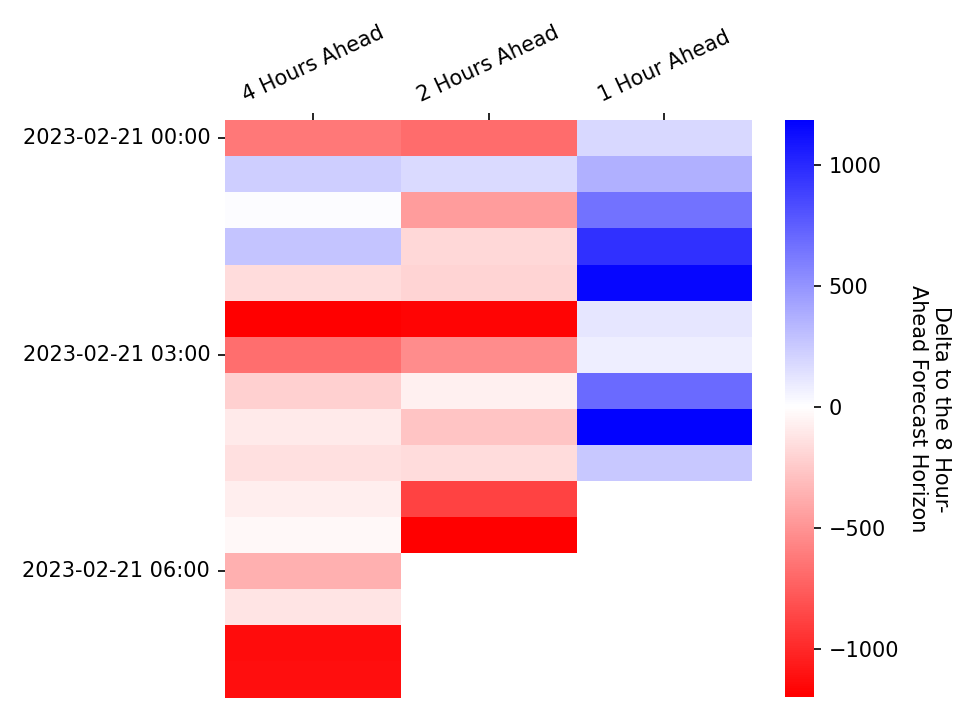 4 Hours Ahead
2 Hours Ahead
1 Hour Ahead
2023-02-21 00:00
2023-02-21 03:00
2023-02-21 06:00
1000
500
0
−500
−1000
Delta to the 8 Hour-
Ahead Forecast Horizon